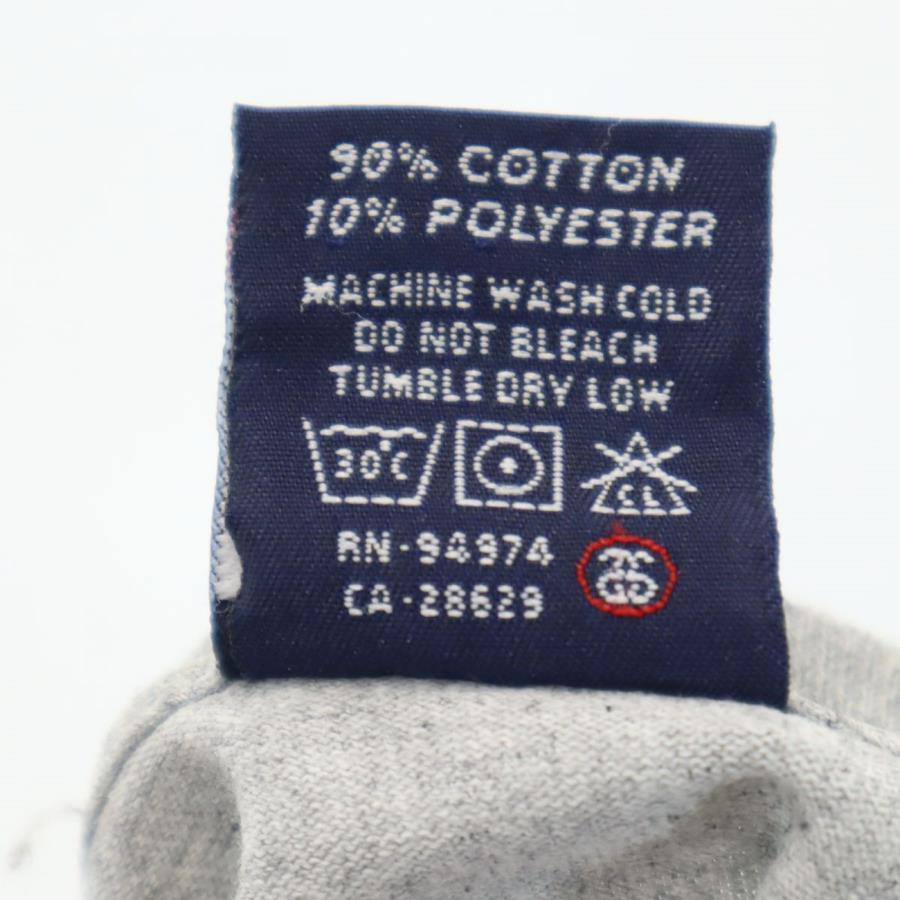 90% COTTON
10% POLYESTER
MACHINE WASH COLD
DO NOT BLEACH
TUMBLE DRY LOW
30°C
CL
RN-94974
CA-28629